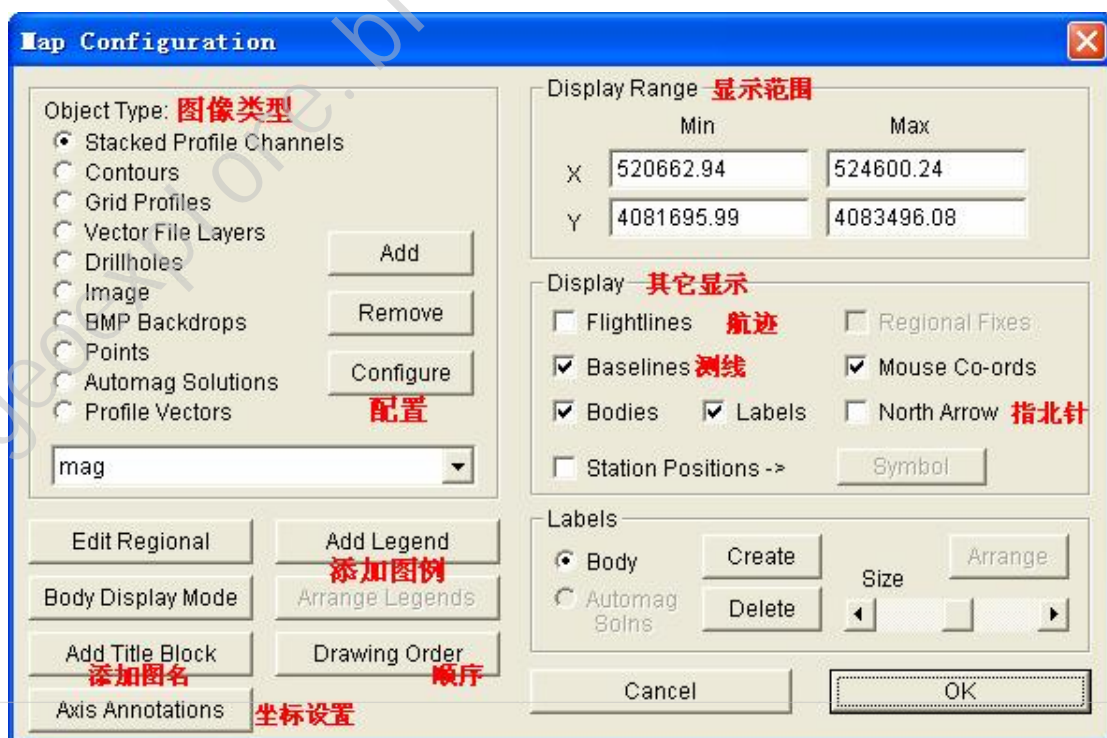 Map Configuration
Object Type: 图像类型
Stacked Profile Channels
Contours
Grid Profiles
Vector File Layers
Drillholes
Image
BMP Backdrops
Points
Automag Solutions
Profile Vectors
Add
Remove
Configure
配置
mag
Edit Regional
Add Legend
添加图例
Body Display Mode
Arrange Legends
Add Title Block
添加图名
Drawing Order
顺序
Axis Annotations 坐标设置
Display Range 显示范围
Min Max
X 520662.94 524600.24
Y 4081695.99 4083496.08
Display 其它显示
Flightlines 航迹 Regional Fixes
Baselines 测线 Mouse Co-ords
Bodies Labels North Arrow 指北针
Station Positions -> Symbol
Labels
Body
Automag
Solns
Create
Delete
Size
Arrange
Cancel OK